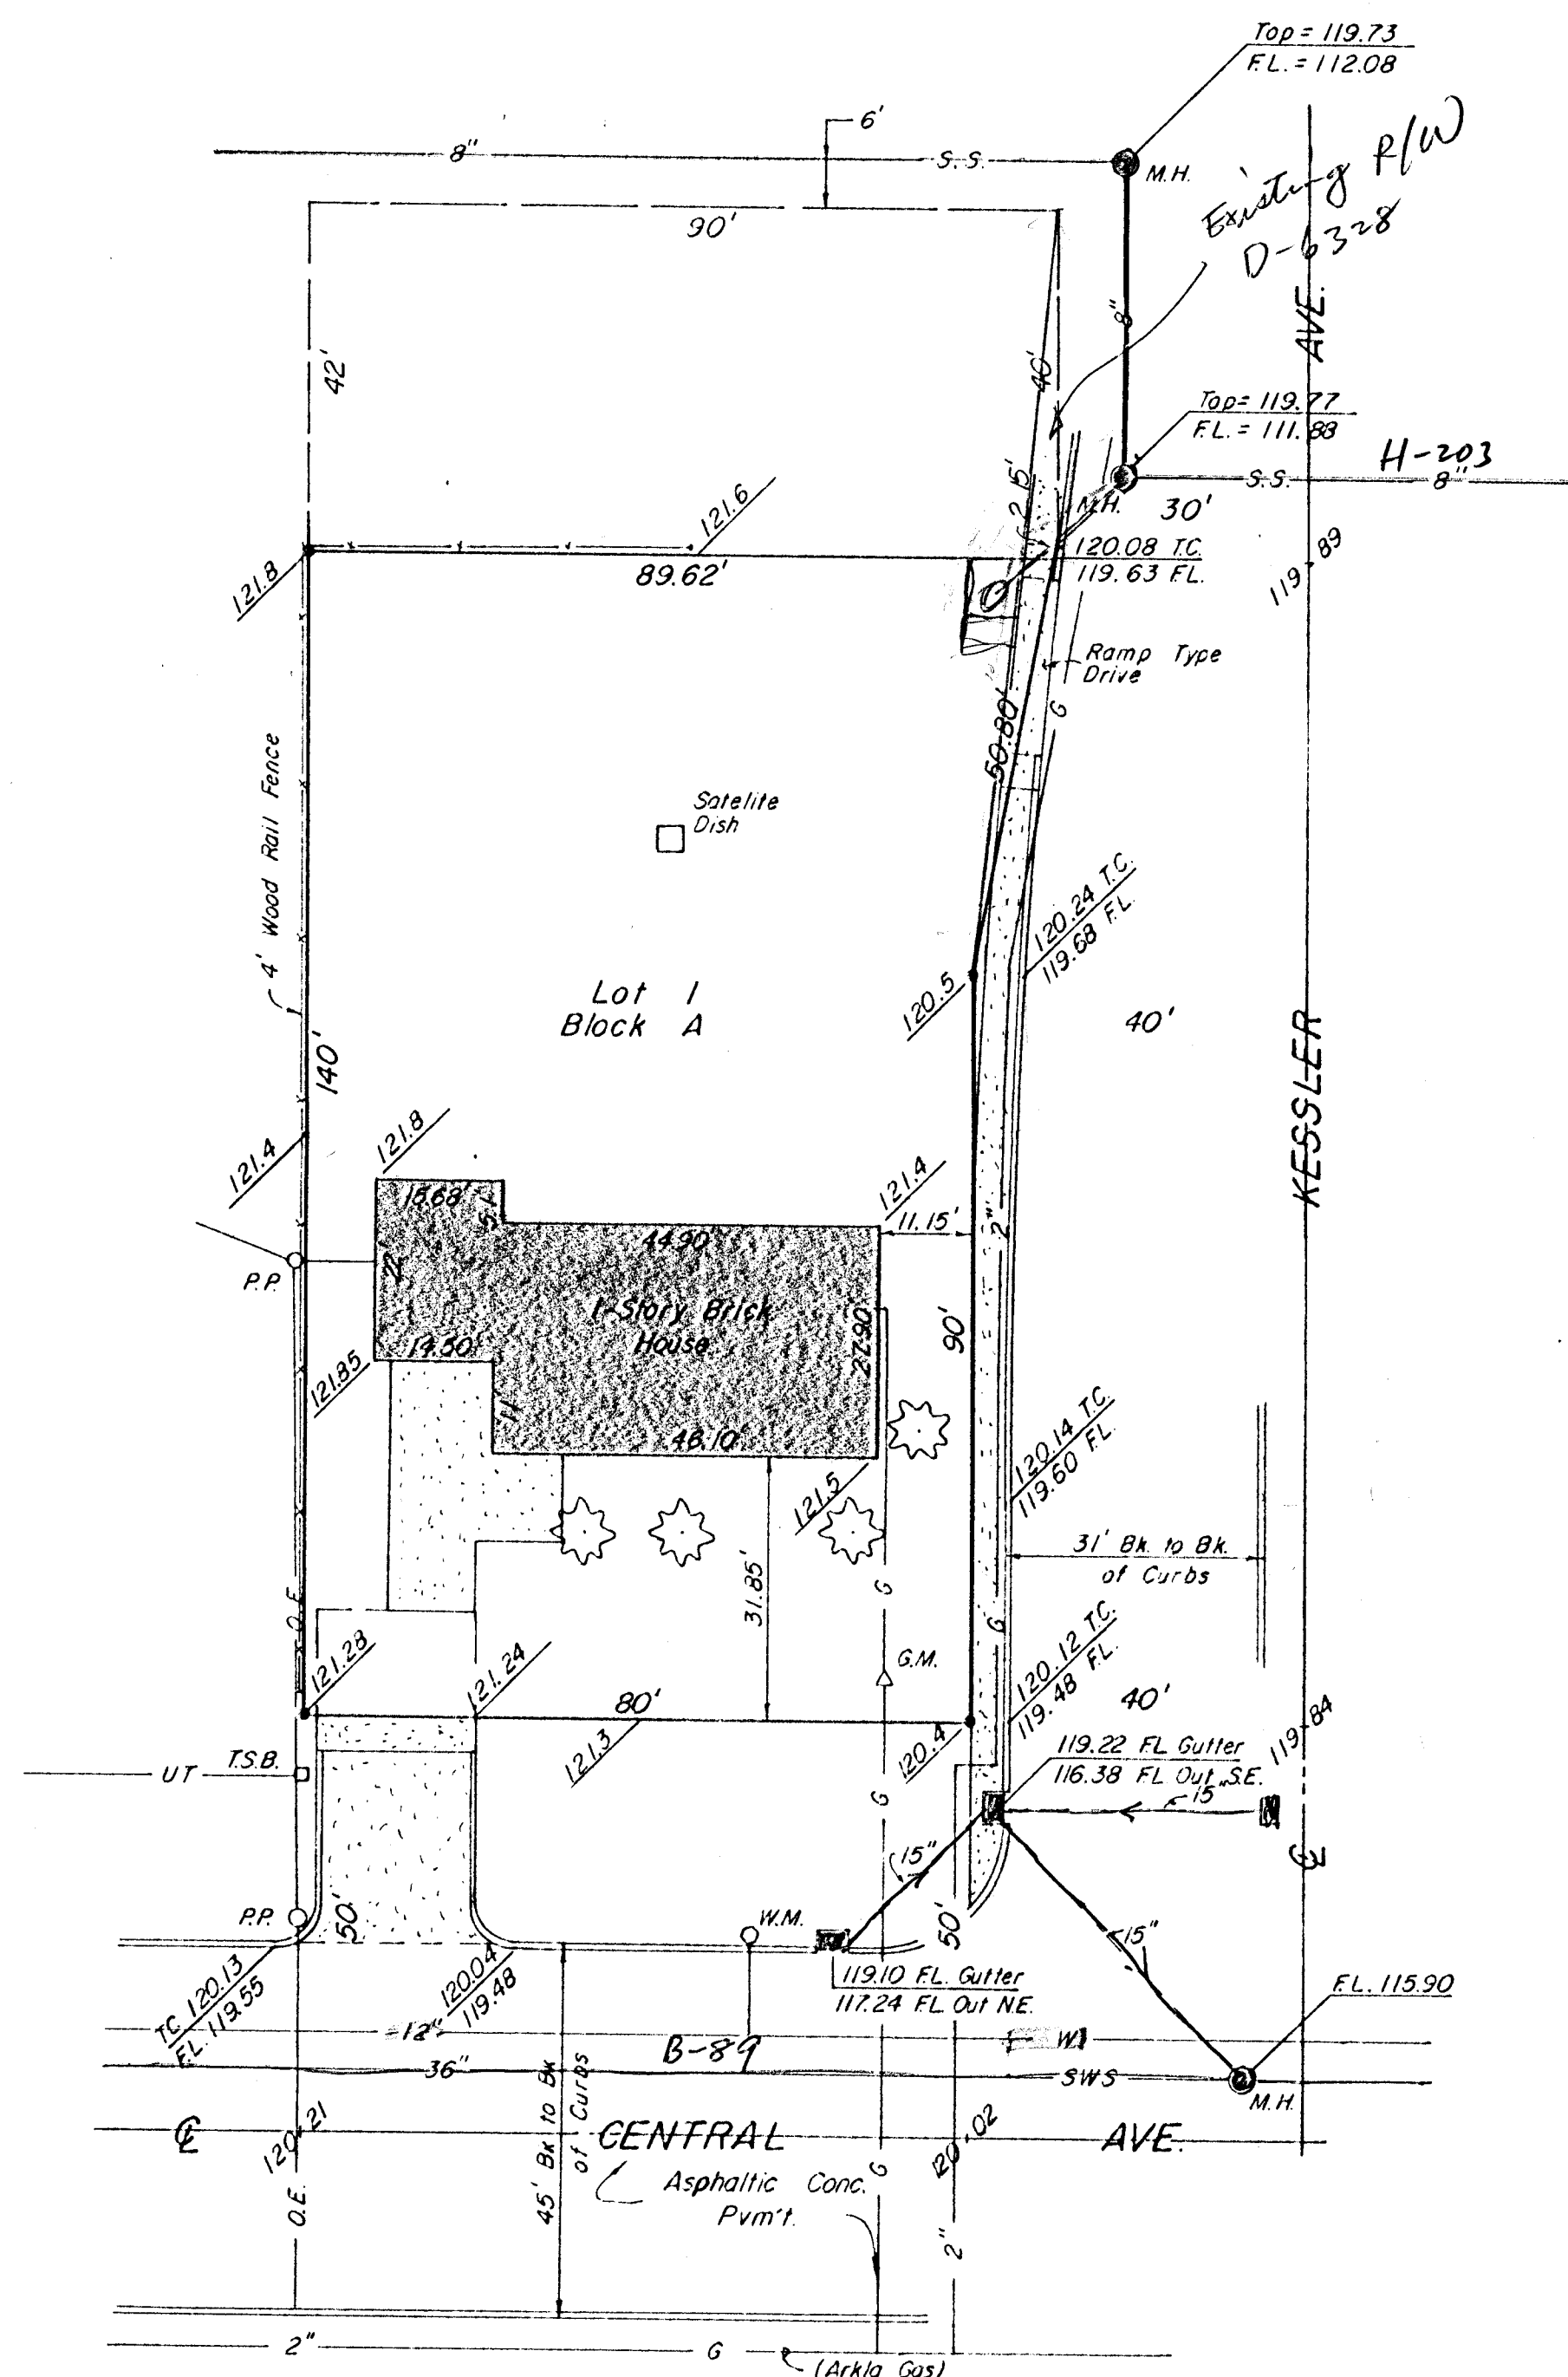 Top = 119.73
F.L. = 112.08
6'
8"
S.S.
M.H.
Existing R/W
D-6328
90'
42'
8"
AVE.
40'
Top= 119.77
F.L. = 111.88
H-203
S.S.
8"
M.H.
30'
2.15'
121.6
121.8
89.62'
120.08 T.C.
119.63 F.L.
119.89
Ramp Type
Drive
50.80'
G
4' Wood Rail Fence
Satelite
Dish
120.24 T.C.
119.68 F.L.
Lot 1
Block A
120.5
40'
140'
KESSLER
121.8
121.4
121.4
15.68'
5.1
11.15'
44.90'
2"
22'
P.P.
1-Story Brick
House
27.90'
90'
14.50'
121.85
11'
48.10'
120.14 T.C.
119.60 F.L.
121.5
31' Bk. to Bk.
of Curbs
31.85'
G
O.E.
G
121.28
121.24
G.M.
120.12 T.C.
119.48 F.L.
80'
40'
121.3
120.4
119.84
119.22 F.L. Gutter
116.38 F.L. Out S.E.
UT
T.S.B.
15"
G
15"
P.P.
50'
W.M.
50'
15"
120.04
119.48
119.10 F.L. Gutter
117.24 F.L. Out N.E.
F.L. 115.90
T.C. 120.13
F.L. 119.55
12"
W
B-89
36"
SWS
M.H.
45' Bk to Bk
of Curbs
120.21
CENTRAL
120.02
AVE.
Asphaltic Conc.
Pvm't.
G
O.E.
2"
2"
G
(Arkla Gas)